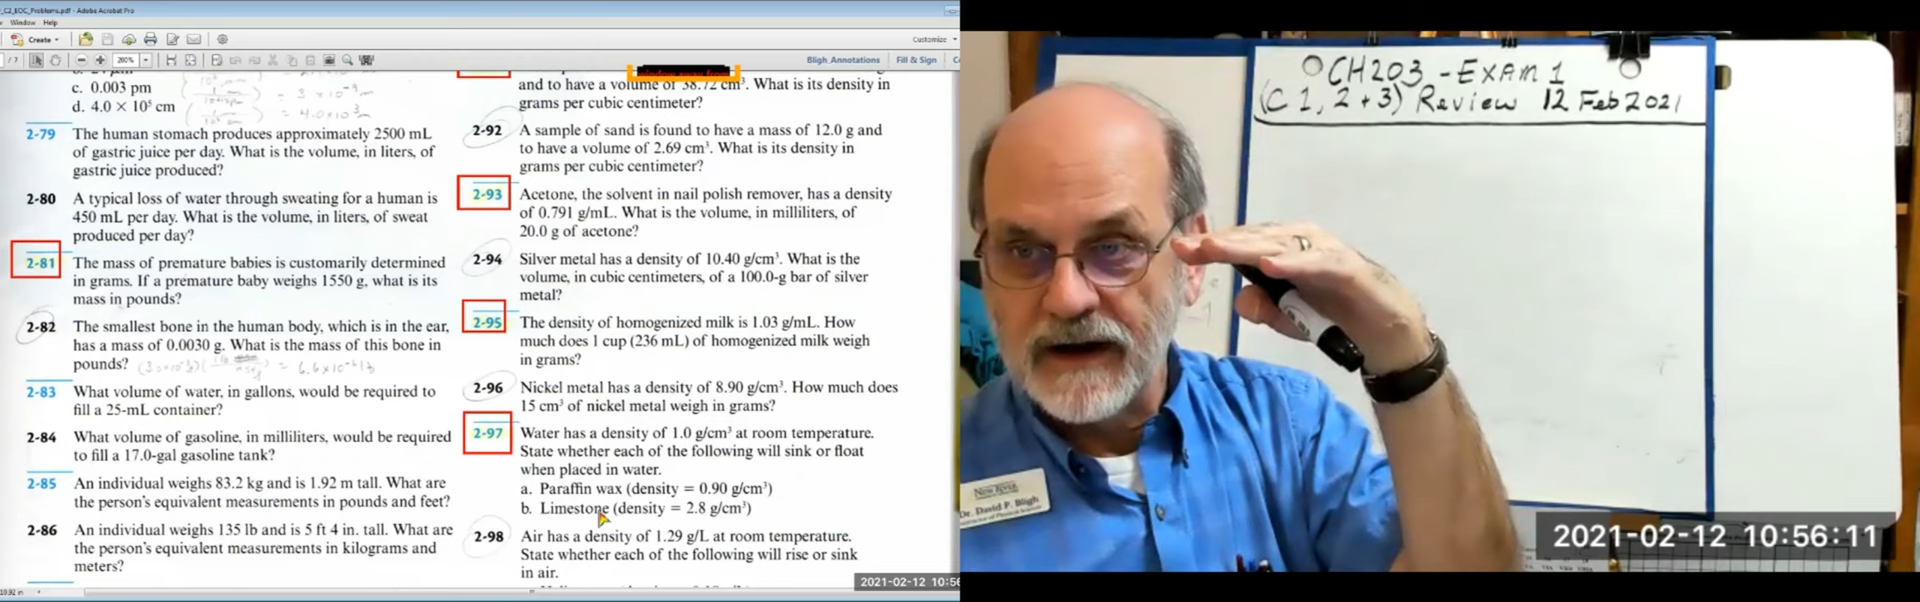 _C2_EOC_Problems.pdf - Adobe Acrobat Pro
Window Help
Create
Customize
/ 7
200%
Bligh_Annotations
Fill & Sign
c. 0.003 pm
= 3 × 10⁻⁹ m
d. 4.0 × 10⁵ cm
= 4.0×10³m
2-79 The human stomach produces approximately 2500 mL
of gastric juice per day. What is the volume, in liters, of
gastric juice produced?
2-80 A typical loss of water through sweating for a human is
450 mL per day. What is the volume, in liters, of sweat
produced per day?
2-81 The mass of premature babies is customarily determined
in grams. If a premature baby weighs 1550 g, what is its
mass in pounds?
2-82 The smallest bone in the human body, which is in the ear,
has a mass of 0.0030 g. What is the mass of this bone in
pounds?
2-83 What volume of water, in gallons, would be required to
fill a 25-mL container?
2-84 What volume of gasoline, in milliliters, would be required
to fill a 17.0-gal gasoline tank?
2-85 An individual weighs 83.2 kg and is 1.92 m tall. What are
the person's equivalent measurements in pounds and feet?
2-86 An individual weighs 135 lb and is 5 ft 4 in. tall. What are
the person's equivalent measurements in kilograms and
meters?
and to have a volume of 38.72 cm³. What is its density in
grams per cubic centimeter?
2-92 A sample of sand is found to have a mass of 12.0 g and
to have a volume of 2.69 cm³. What is its density in
grams per cubic centimeter?
2-93 Acetone, the solvent in nail polish remover, has a density
of 0.791 g/mL. What is the volume, in milliliters, of
20.0 g of acetone?
2-94 Silver metal has a density of 10.40 g/cm³. What is the
volume, in cubic centimeters, of a 100.0-g bar of silver
metal?
2-95 The density of homogenized milk is 1.03 g/mL. How
much does 1 cup (236 mL) of homogenized milk weigh
in grams?
2-96 Nickel metal has a density of 8.90 g/cm³. How much does
15 cm³ of nickel metal weigh in grams?
2-97 Water has a density of 1.0 g/cm³ at room temperature.
State whether each of the following will sink or float
when placed in water.
a. Paraffin wax (density = 0.90 g/cm³)
b. Limestone (density = 2.8 g/cm³)
2-98 Air has a density of 1.29 g/L at room temperature.
State whether each of the following will rise or sink
in air.
2021-02-12 10:56
10.92 in
CH203 - EXAM 1
(C 1, 2 + 3) Review 12 Feb 2021
New River
Dr. David P. Bligh
2021-02-12 10:56:11